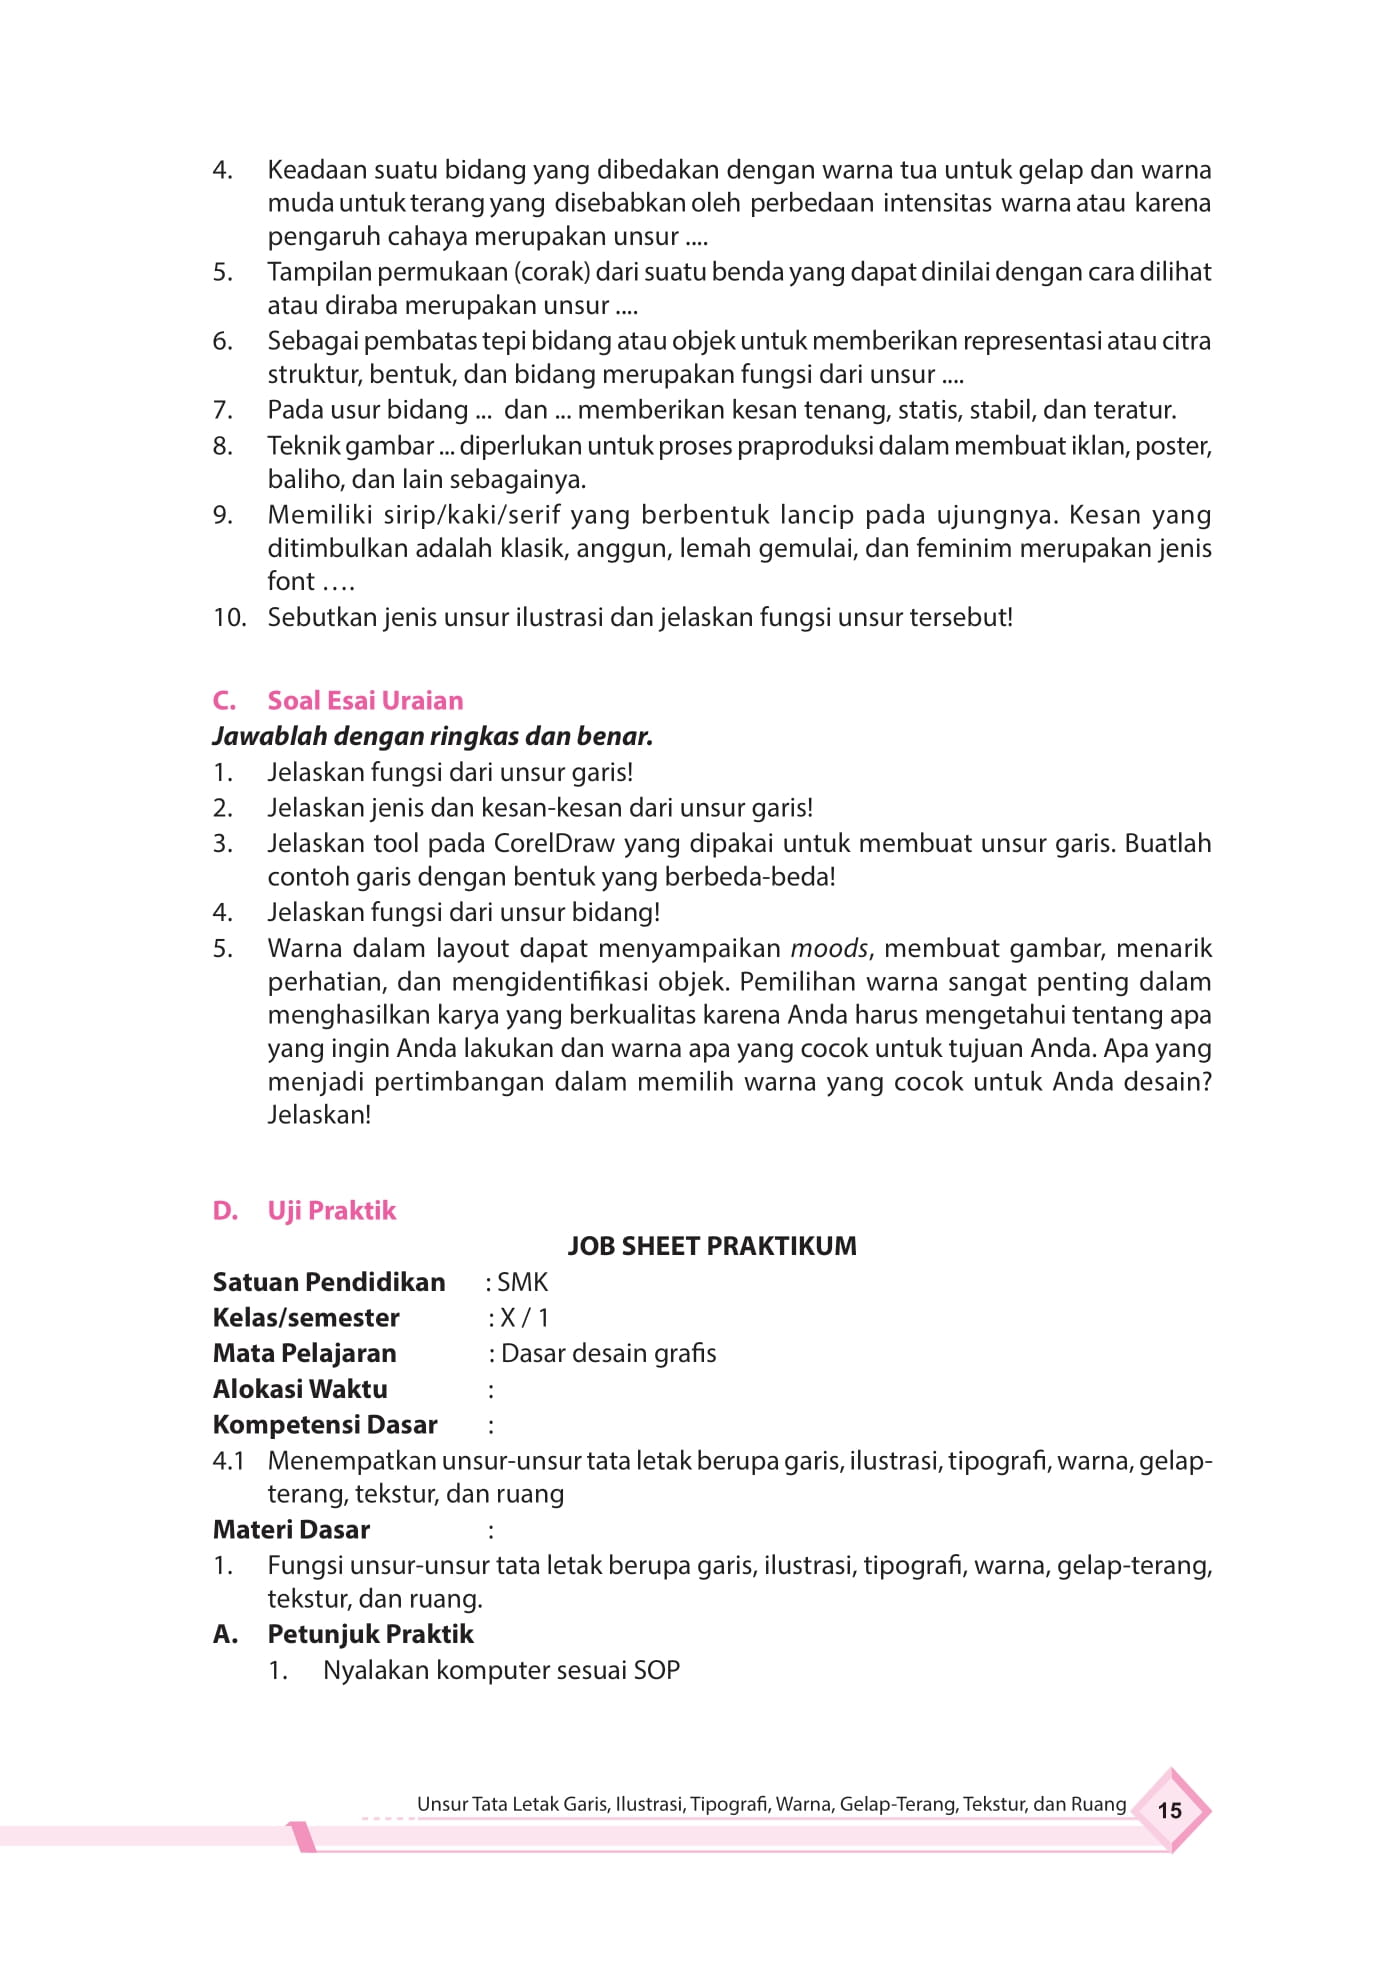 4. Keadaan suatu bidang yang dibedakan dengan warna tua untuk gelap dan warna
muda untuk terang yang disebabkan oleh perbedaan intensitas warna atau karena
pengaruh cahaya merupakan unsur ....
5. Tampilan permukaan (corak) dari suatu benda yang dapat dinilai dengan cara dilihat
atau diraba merupakan unsur ....
6. Sebagai pembatas tepi bidang atau objek untuk memberikan representasi atau citra
struktur, bentuk, dan bidang merupakan fungsi dari unsur ....
7. Pada usur bidang ... dan ... memberikan kesan tenang, statis, stabil, dan teratur.
8. Teknik gambar ... diperlukan untuk proses praproduksi dalam membuat iklan, poster,
baliho, dan lain sebagainya.
9. Memiliki sirip/kaki/serif yang berbentuk lancip pada ujungnya. Kesan yang
ditimbulkan adalah klasik, anggun, lemah gemulai, dan feminim merupakan jenis
font ....
10. Sebutkan jenis unsur ilustrasi dan jelaskan fungsi unsur tersebut!
C. Soal Esai Uraian
Jawablah dengan ringkas dan benar.
1. Jelaskan fungsi dari unsur garis!
2. Jelaskan jenis dan kesan-kesan dari unsur garis!
3. Jelaskan tool pada CorelDraw yang dipakai untuk membuat unsur garis. Buatlah
contoh garis dengan bentuk yang berbeda-beda!
4. Jelaskan fungsi dari unsur bidang!
5. Warna dalam layout dapat menyampaikan moods, membuat gambar, menarik
perhatian, dan mengidentifikasi objek. Pemilihan warna sangat penting dalam
menghasilkan karya yang berkualitas karena Anda harus mengetahui tentang apa
yang ingin Anda lakukan dan warna apa yang cocok untuk tujuan Anda. Apa yang
menjadi pertimbangan dalam memilih warna yang cocok untuk Anda desain?
Jelaskan!
D. Uji Praktik
JOB SHEET PRAKTIKUM
Satuan Pendidikan : SMK
Kelas/semester : X / 1
Mata Pelajaran : Dasar desain grafis
Alokasi Waktu :
Kompetensi Dasar :
4.1 Menempatkan unsur-unsur tata letak berupa garis, ilustrasi, tipografi, warna, gelap-
terang, tekstur, dan ruang
Materi Dasar :
1. Fungsi unsur-unsur tata letak berupa garis, ilustrasi, tipografi, warna, gelap-terang,
tekstur, dan ruang.
A. Petunjuk Praktik
1. Nyalakan komputer sesuai SOP
Unsur Tata Letak Garis, Ilustrasi, Tipografi, Warna, Gelap-Terang, Tekstur, dan Ruang 15